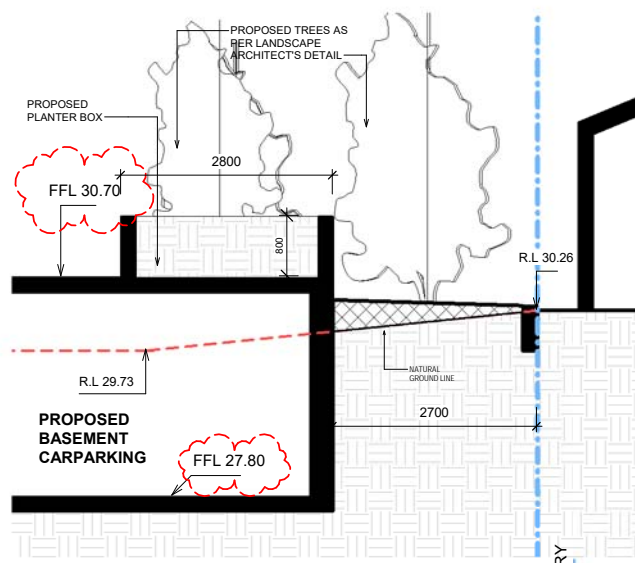 PROPOSED TREES AS
PER LANDSCAPE
ARCHITECT'S DETAIL
PROPOSED
PLANTER BOX
2800
FFL 30.70
800
R.L 30.26
R.L 29.73
NATURAL
GROUND LINE
PROPOSED
BASEMENT
CARPARKING
2700
FFL 27.80
RY